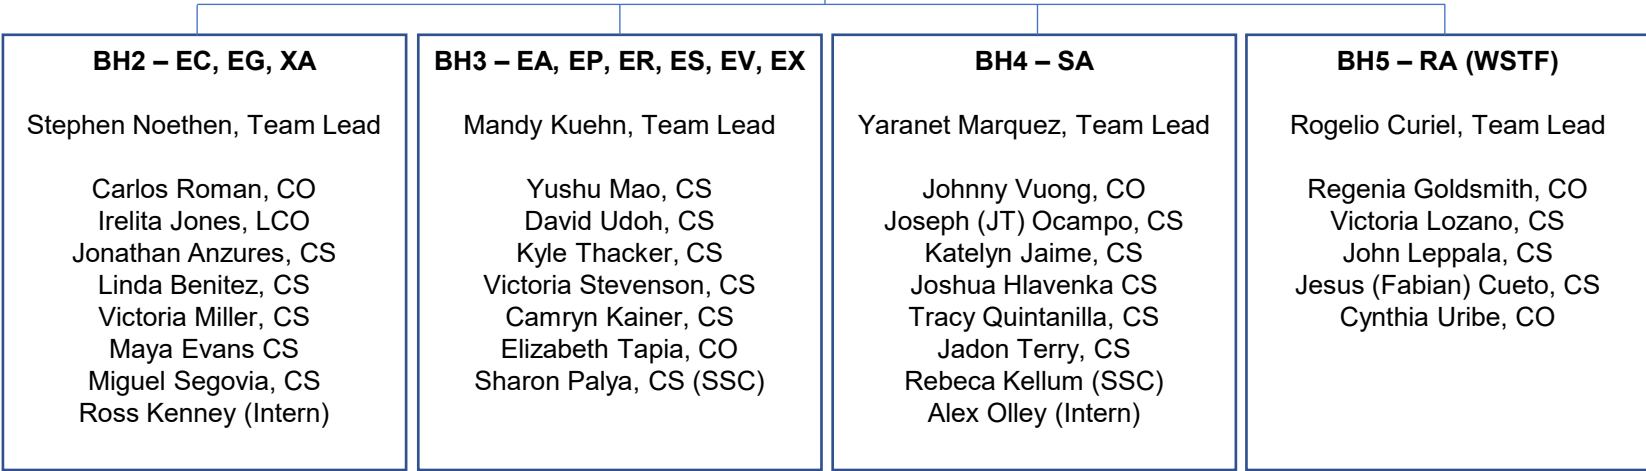 BH2 – EC, EG, XA
Stephen Noethen, Team Lead
Carlos Roman, CO
Irelita Jones, LCO
Jonathan Anzures, CS
Linda Benitez, CS
Victoria Miller, CS
Maya Evans CS
Miguel Segovia, CS
Ross Kenney (Intern)
BH3 – EA, EP, ER, ES, EV, EX
Mandy Kuehn, Team Lead
Yushu Mao, CS
David Udoh, CS
Kyle Thacker, CS
Victoria Stevenson, CS
Camryn Kainer, CS
Elizabeth Tapia, CO
Sharon Palya, CS (SSC)
BH4 – SA
Yaranet Marquez, Team Lead
Johnny Vuong, CO
Joseph (JT) Ocampo, CS
Katelyn Jaime, CS
Joshua Hlavenka CS
Tracy Quintanilla, CS
Jadon Terry, CS
Rebeca Kellum (SSC)
Alex Olley (Intern)
BH5 – RA (WSTF)
Rogelio Curiel, Team Lead
Regenia Goldsmith, CO
Victoria Lozano, CS
John Leppala, CS
Jesus (Fabian) Cueto, CS
Cynthia Uribe, CO